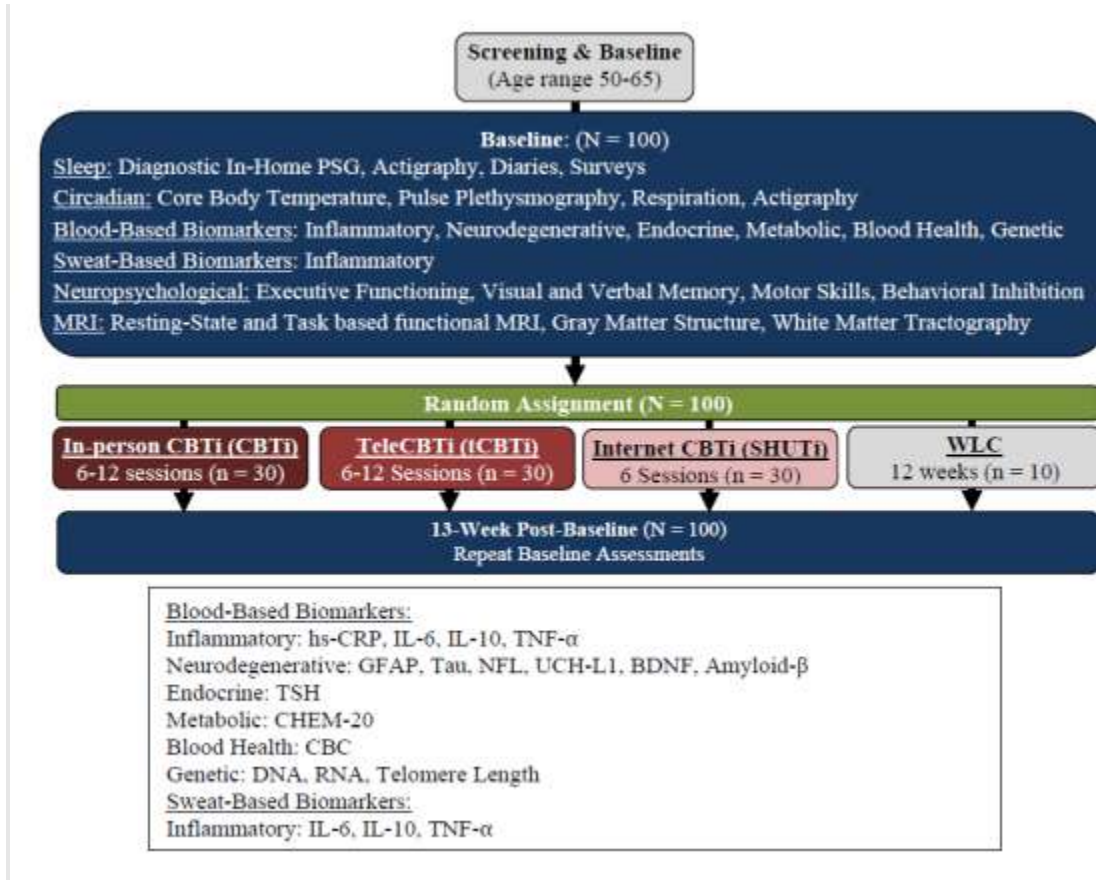 Screening & Baseline
(Age range 50-65)
Baseline: (N = 100)
Sleep: Diagnostic In-Home PSG, Actigraphy, Diaries, Surveys
Circadian: Core Body Temperature, Pulse Plethysmography, Respiration, Actigraphy
Blood-Based Biomarkers: Inflammatory, Neurodegenerative, Endocrine, Metabolic, Blood Health, Genetic
Sweat-Based Biomarkers: Inflammatory
Neuropsychological: Executive Functioning, Visual and Verbal Memory, Motor Skills, Behavioral Inhibition
MRI: Resting-State and Task based functional MRI, Gray Matter Structure, White Matter Tractography
Random Assignment (N = 100)
In-person CBTi (CBTi)
6-12 sessions (n = 30)
TeleCBTi (tCBTi)
6-12 Sessions (n = 30)
Internet CBTi (SHUTi)
6 Sessions (n = 30)
WLC
12 weeks (n = 10)
13-Week Post-Baseline (N = 100)
Repeat Baseline Assessments
Blood-Based Biomarkers:
Inflammatory: hs-CRP, IL-6, IL-10, TNF-α
Neurodegenerative: GFAP, Tau, NFL, UCH-L1, BDNF, Amyloid-β
Endocrine: TSH
Metabolic: CHEM-20
Blood Health: CBC
Genetic: DNA, RNA, Telomere Length
Sweat-Based Biomarkers:
Inflammatory: IL-6, IL-10, TNF-α